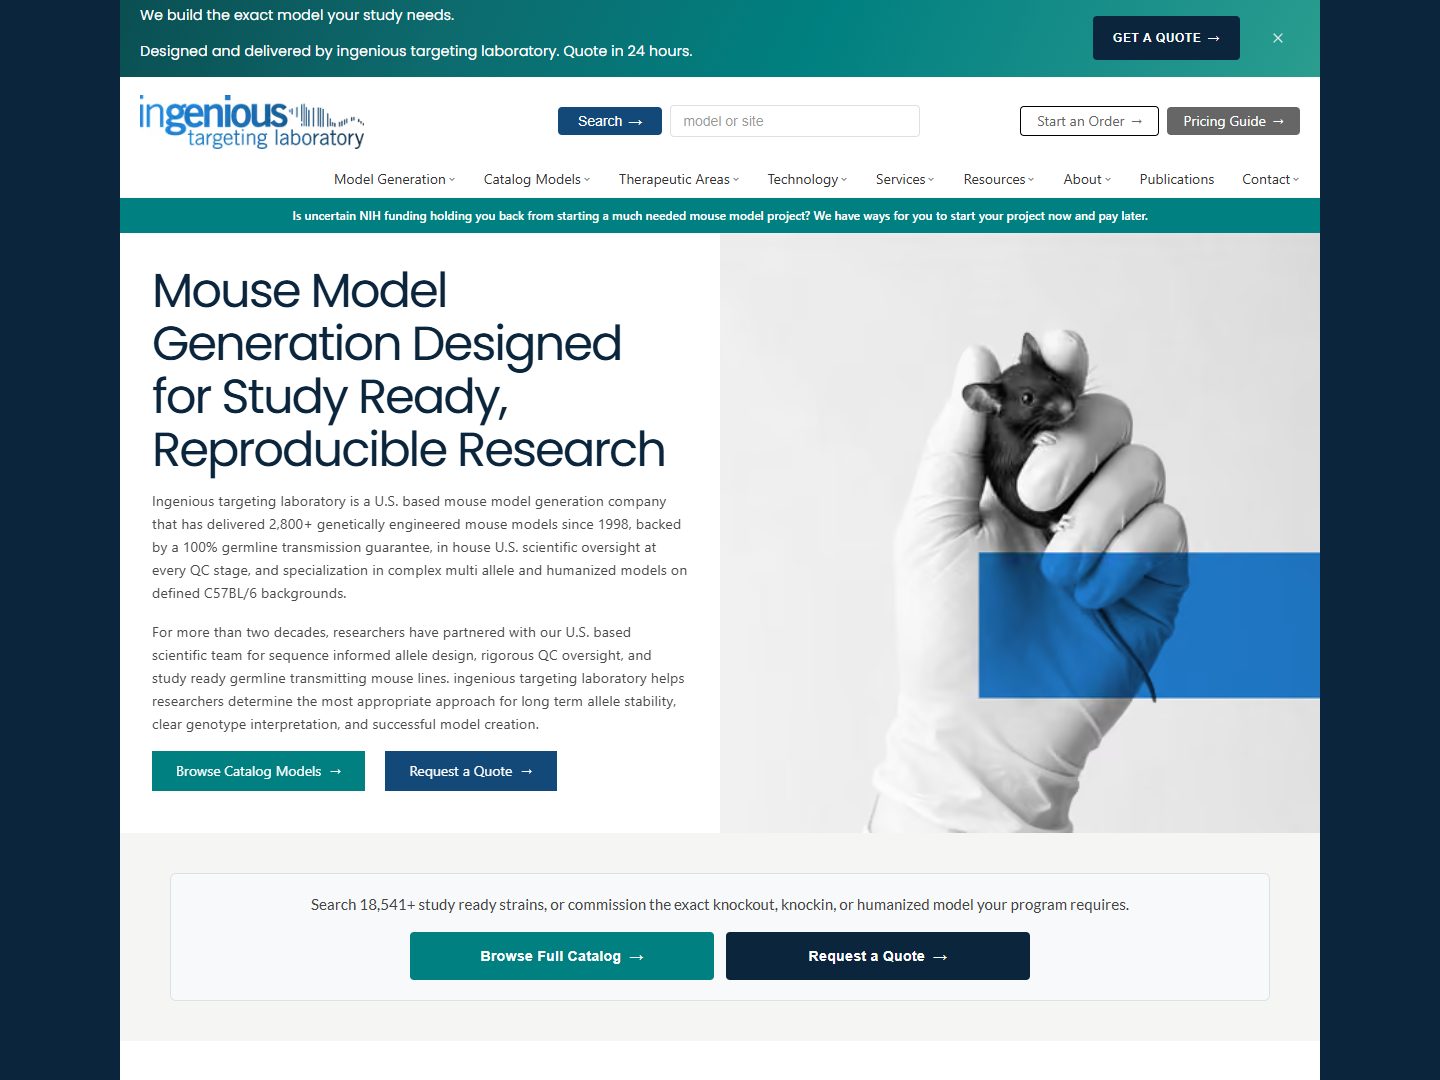 We build the exact model your study needs.
Designed and delivered by ingenious targeting laboratory. Quote in 24 hours.
GET A QUOTE →
×
ingenious
targeting laboratory
Search →
model or site
Start an Order →
Pricing Guide →
Model Generation
Catalog Models
Therapeutic Areas
Technology
Services
Resources
About
Publications
Contact
Is uncertain NIH funding holding you back from starting a much needed mouse model project? We have ways for you to start your project now and pay later.
Mouse Model
Generation Designed
for Study Ready,
Reproducible Research
Ingenious targeting laboratory is a U.S. based mouse model generation company
that has delivered 2,800+ genetically engineered mouse models since 1998, backed
by a 100% germline transmission guarantee, in house U.S. scientific oversight at
every QC stage, and specialization in complex multi allele and humanized models on
defined C57BL/6 backgrounds.
For more than two decades, researchers have partnered with our U.S. based
scientific team for sequence informed allele design, rigorous QC oversight, and
study ready germline transmitting mouse lines. ingenious targeting laboratory helps
researchers determine the most appropriate approach for long term allele stability,
clear genotype interpretation, and successful model creation.
Browse Catalog Models →
Request a Quote →
Search 18,541+ study ready strains, or commission the exact knockout, knockin, or humanized model your program requires.
Browse Full Catalog →
Request a Quote →